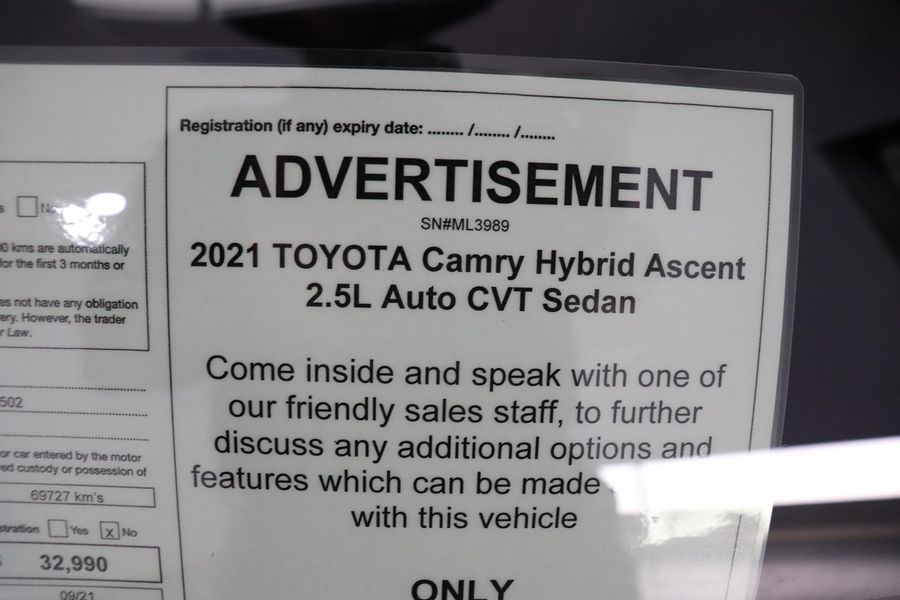 No
0 kms are automatically
for the first 3 months or
es not have any obligation
ery. However, the trader
r Law.
502
or car entered by the motor
ed custody or possession of
69727 km's
stration Yes x No
32,990
09/21
Registration (if any) expiry date: ........ /........ /........
ADVERTISEMENT
SN#ML3989
2021 TOYOTA Camry Hybrid Ascent
2.5L Auto CVT Sedan
Come inside and speak with one of
our friendly sales staff, to further
discuss any additional options and
features which can be made
with this vehicle
ONLY